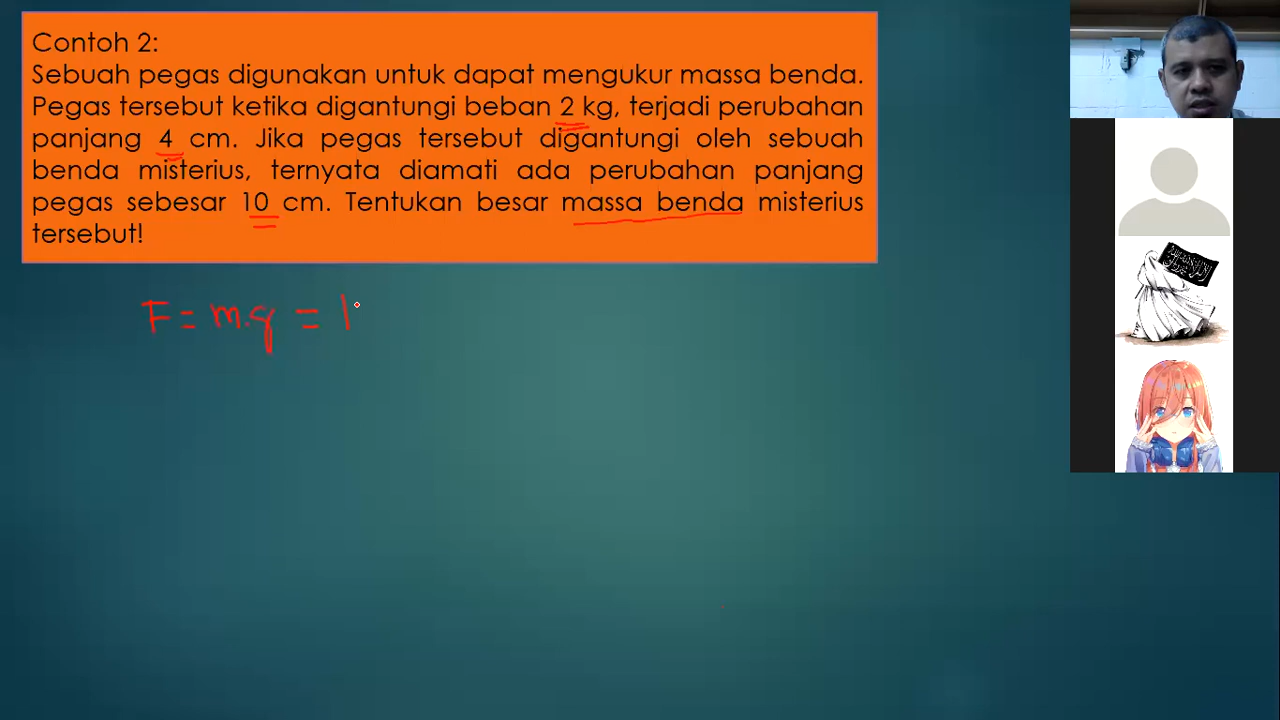 Contoh 2:
Sebuah pegas digunakan untuk dapat mengukur massa benda.
Pegas tersebut ketika digantungi beban 2 kg, terjadi perubahan
panjang 4 cm. Jika pegas tersebut digantungi oleh sebuah
benda misterius, ternyata diamati ada perubahan panjang
pegas sebesar 10 cm. Tentukan besar massa benda misterius
tersebut!
F = m.g =